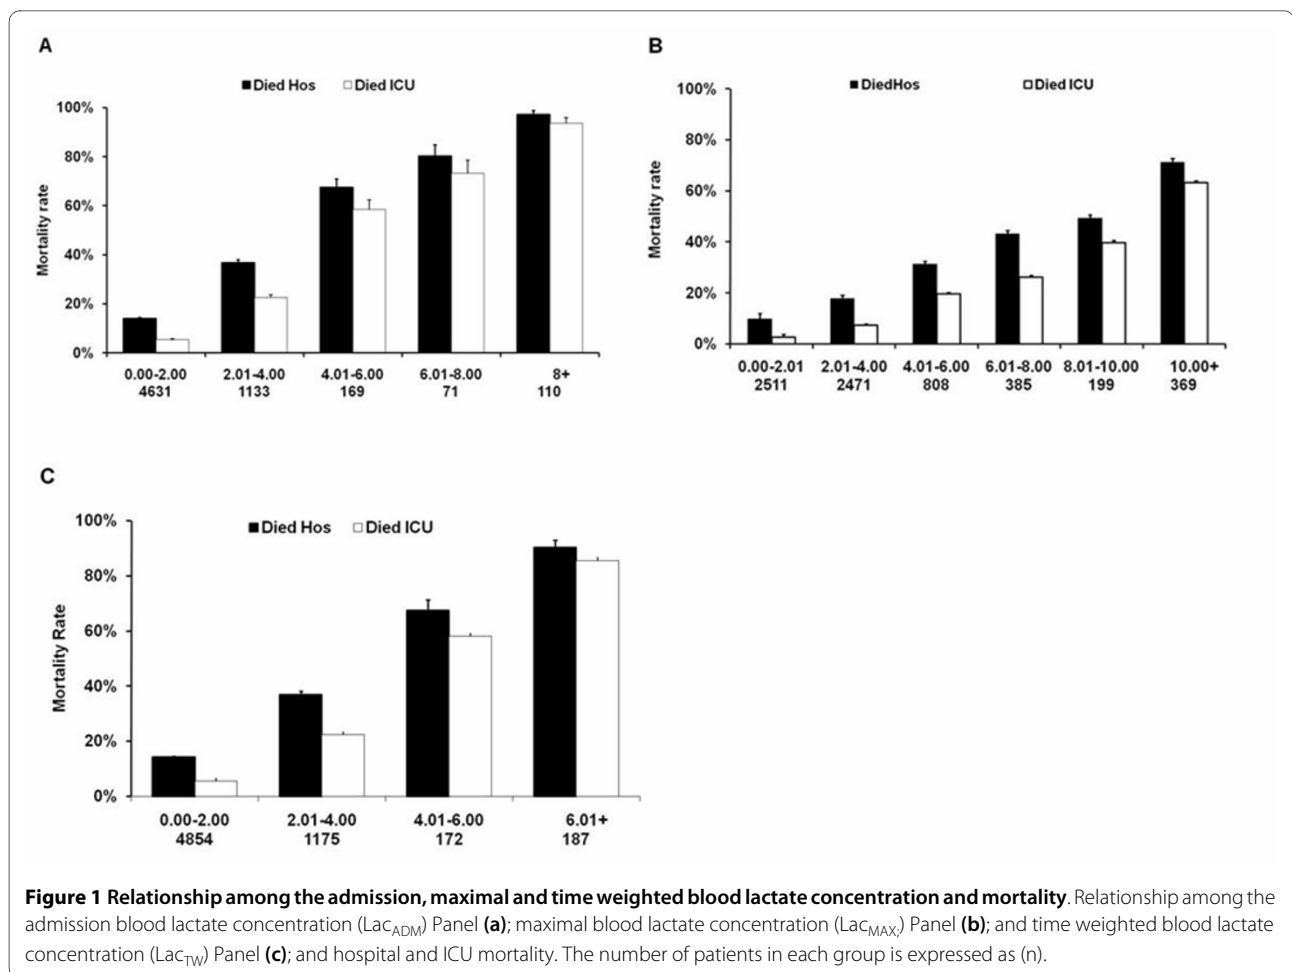 A
Died Hos Died ICU
Mortality rate
100%
80%
60%
40%
20%
0%
0.00-2.00 2.01-4.00 4.01-6.00 6.01-8.00 8+
4631 1133 169 71 110
B
DiedHos Died ICU
Mortality rate
100%
80%
60%
40%
20%
0%
0.00-2.01 2.01-4.00 4.01-6.00 6.01-8.00 8.01-10.00 10.00+
2511 2471 808 385 199 369
C
Died Hos Died ICU
Mortality Rate
100%
80%
60%
40%
20%
0%
0.00-2.00 2.01-4.00 4.01-6.00 6.01+
4854 1175 172 187
Figure 1 Relationship among the admission, maximal and time weighted blood lactate concentration and mortality. Relationship among the
admission blood lactate concentration (LacADM) Panel (a); maximal blood lactate concentration (LacMAX;) Panel (b); and time weighted blood lactate
concentration (LacTW) Panel (c); and hospital and ICU mortality. The number of patients in each group is expressed as (n).